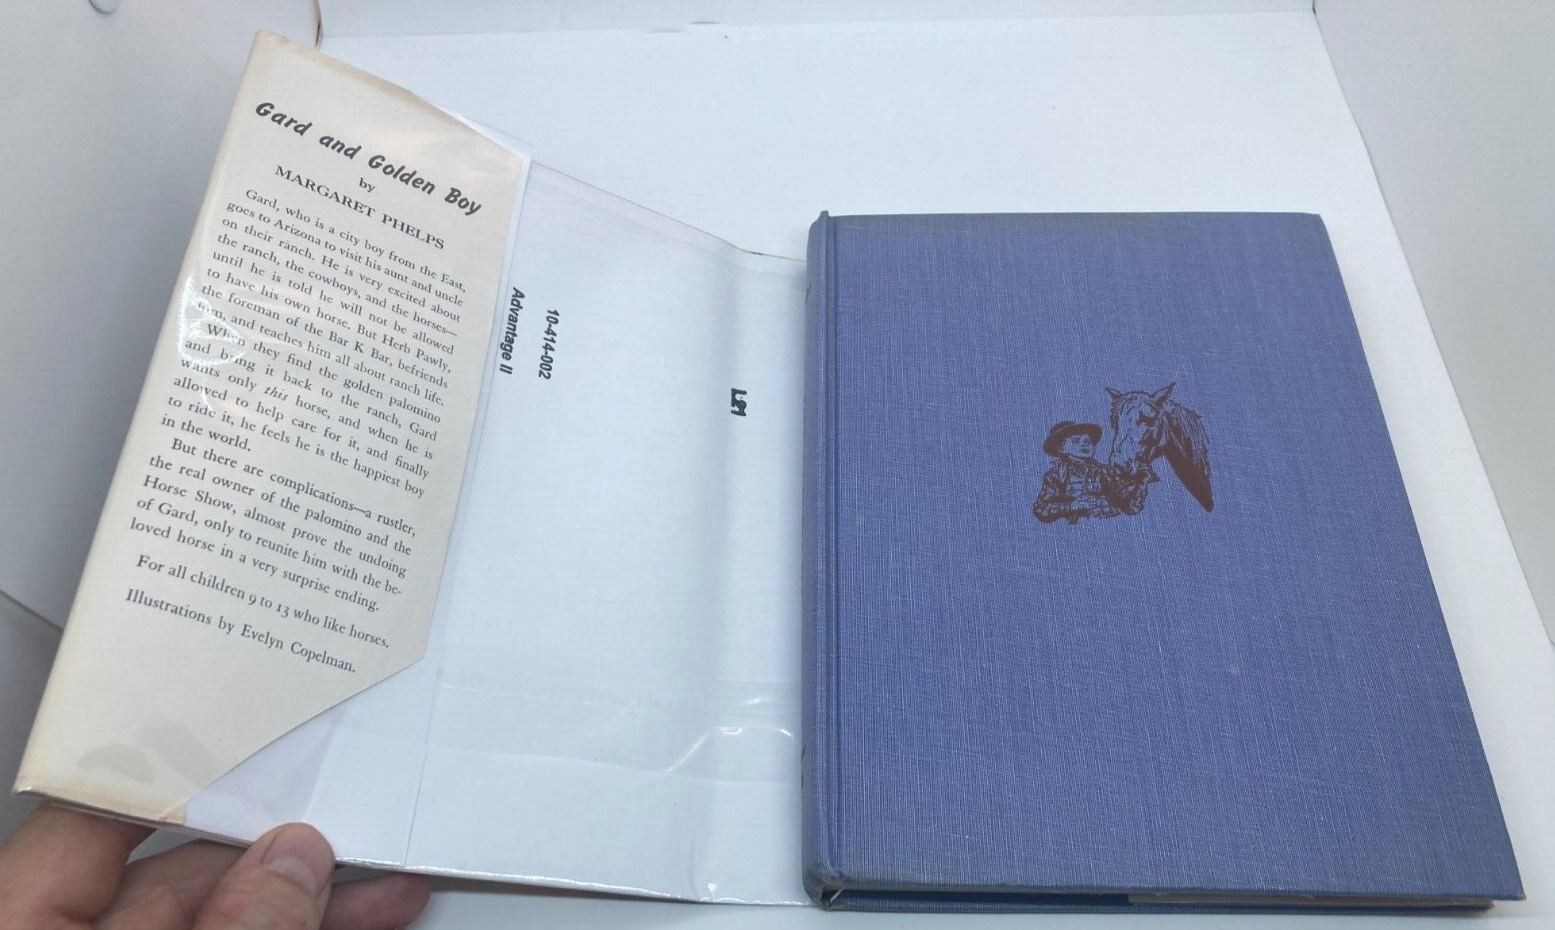 Gard and Golden Boy
by
MARGARET PHELPS
Gard, who is a city boy from the East,
goes to Arizona to visit his aunt and uncle
on their ranch. He is very excited about
the ranch, the cowboys, and the horses—
until he is told he will not be allowed
to have his own horse. But Herb Pawly,
the foreman of the Bar K Bar, befriends
him, and teaches him all about ranch life.
When they find the golden palomino
and bring it back to the ranch, Gard
wants only this horse, and when he is
allowed to help care for it, and finally
to ride it, he feels he is the happiest boy
in the world.
But there are complications—a rustler,
the real owner of the palomino and the
Horse Show, almost prove the undoing
of Gard, only to reunite him with the be-
loved horse in a very surprise ending.
For all children 9 to 13 who like horses.
Illustrations by Evelyn Copelman.
10-414-002
Advantage II